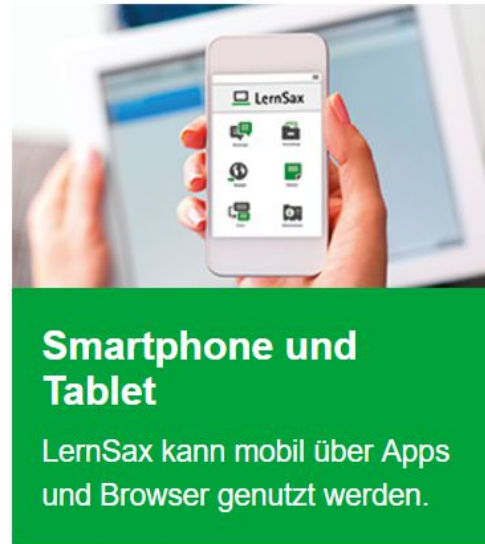 LernSax
Smartphone und
Tablet
LernSax kann mobil über Apps
und Browser genutzt werden.